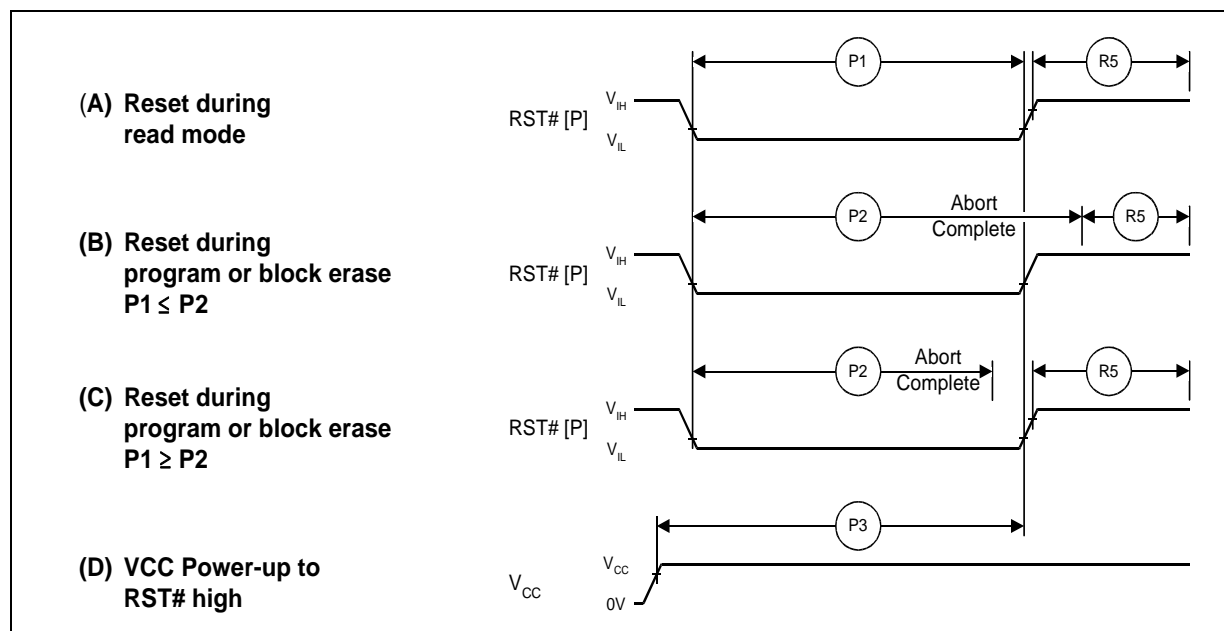 P1
R5
(A) Reset during
read mode
RST# [P]
VIH
VIL
P2
Abort
Complete
R5
(B) Reset during
program or block erase
P1 ≤ P2
RST# [P]
VIH
VIL
P2
Abort
Complete
R5
(C) Reset during
program or block erase
P1 ≥ P2
RST# [P]
VIH
VIL
P3
(D) VCC Power-up to
RST# high
VCC
VCC
0V